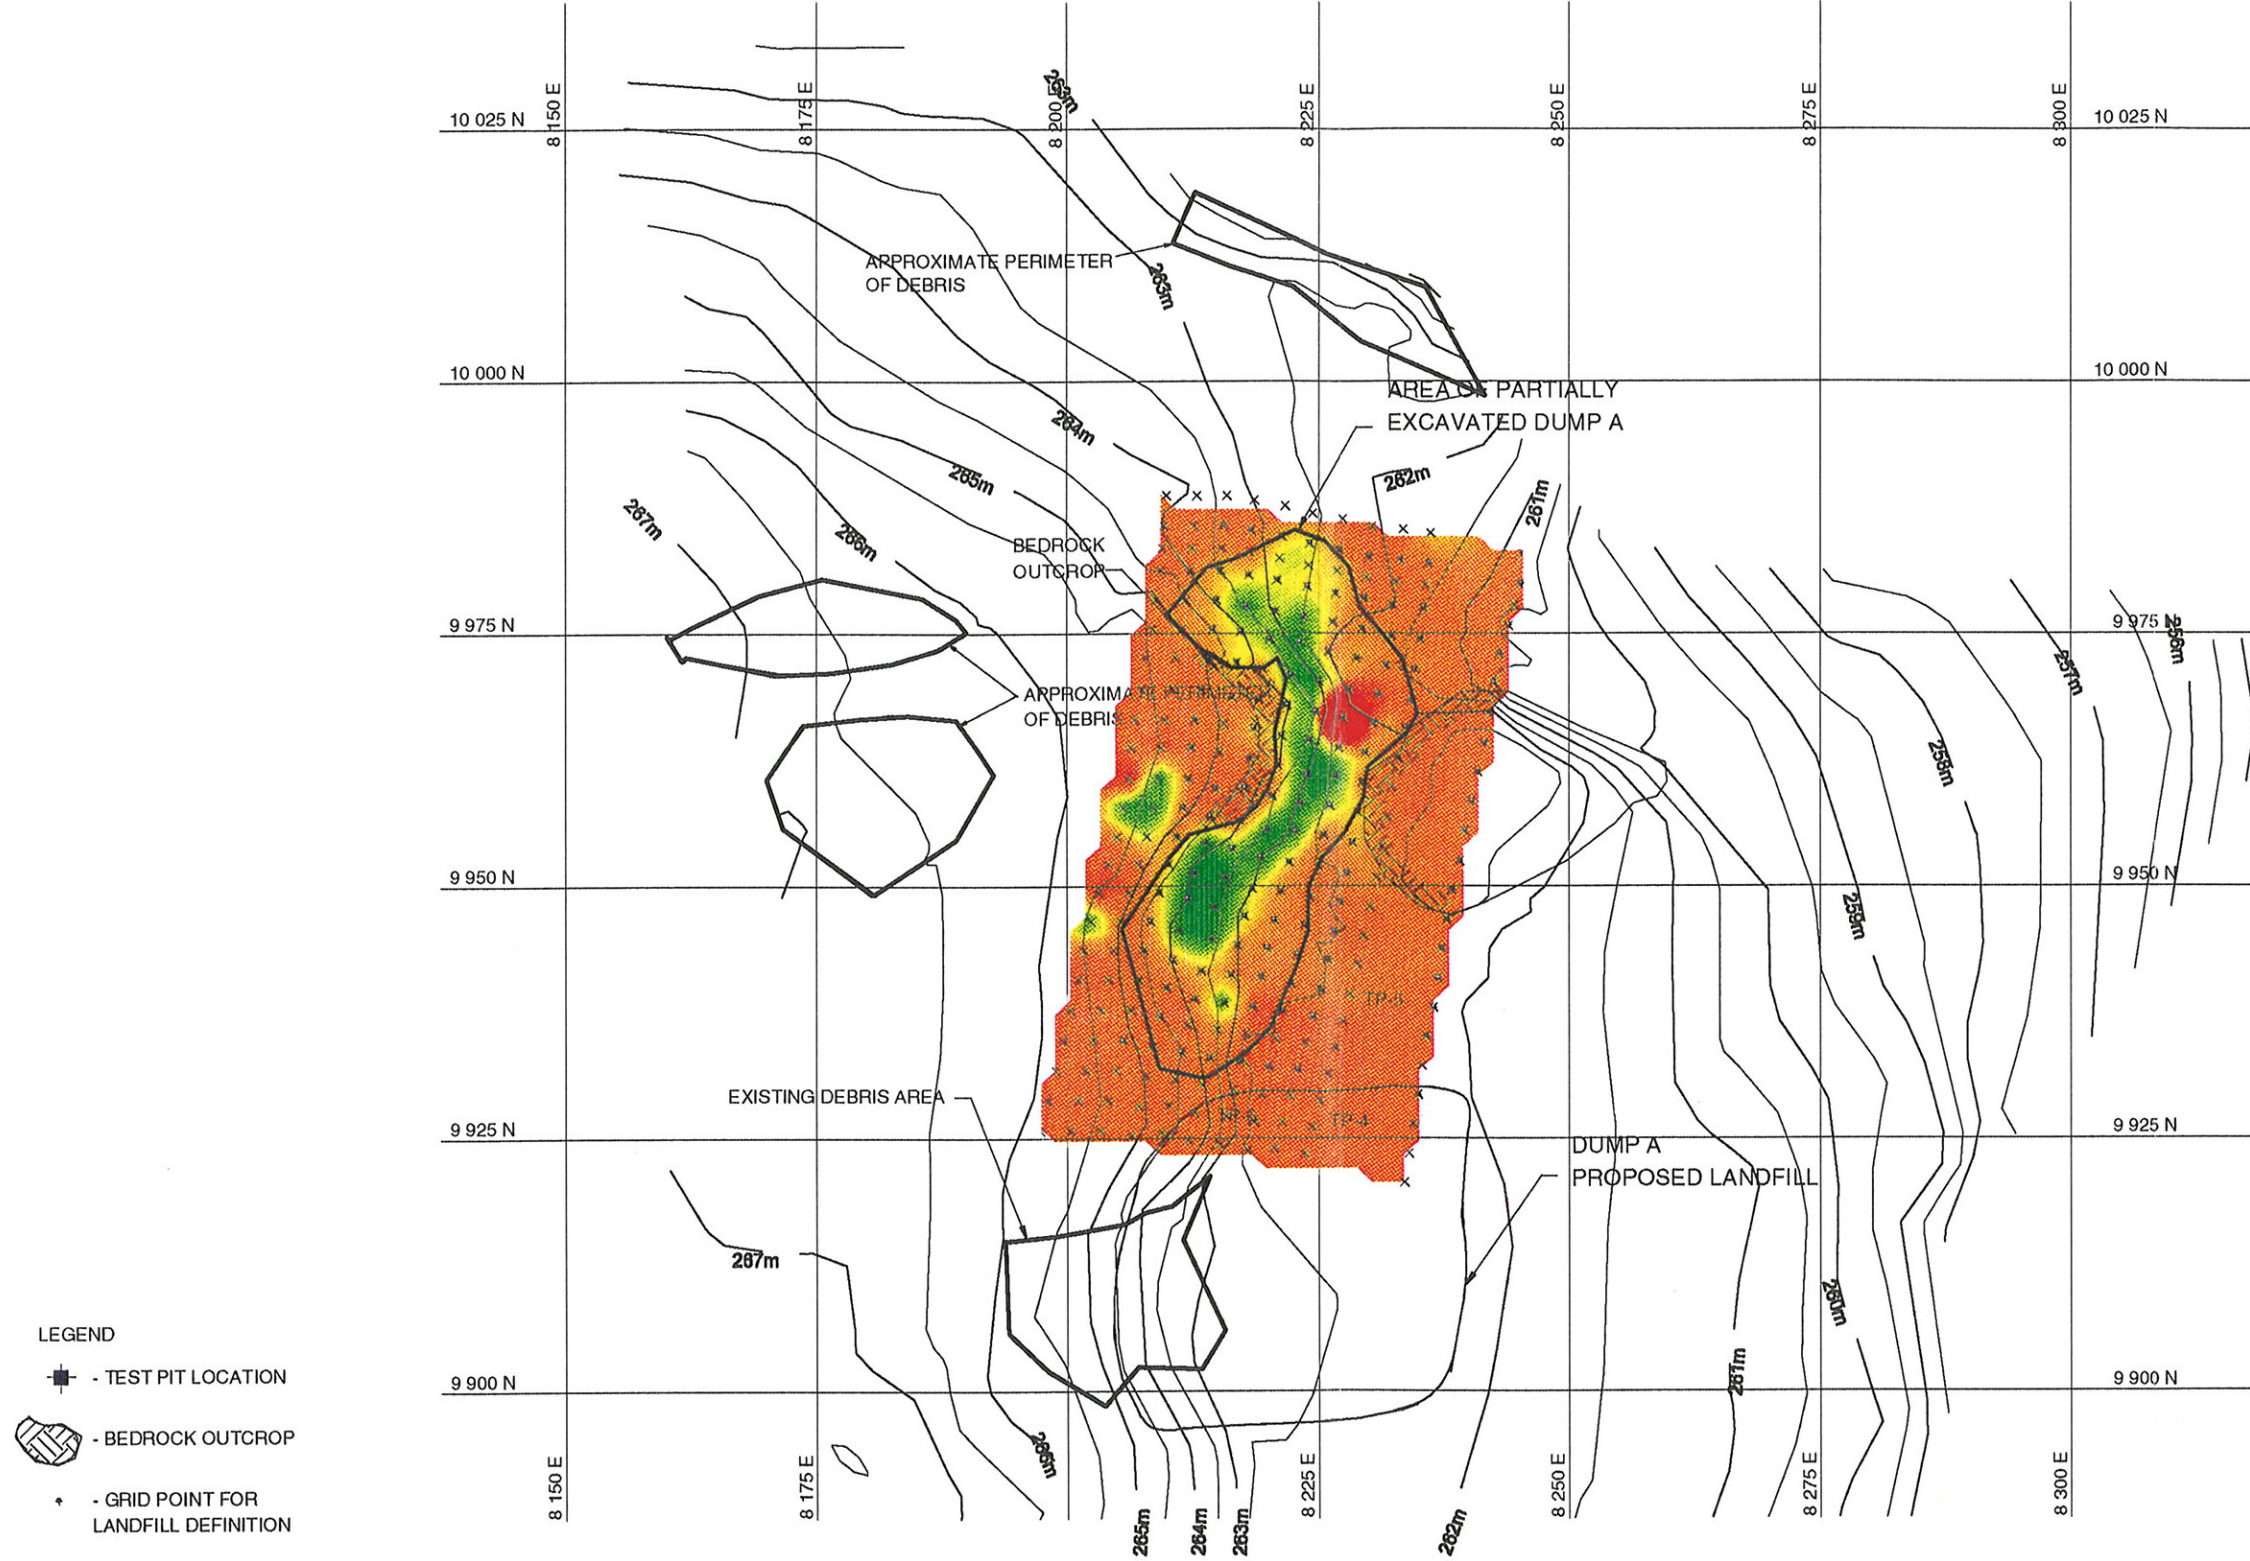 8 150 E
8 175 E
8 200 E
8 225 E
8 250 E
8 275 E
8 300 E
263m
10 025 N
10 025 N
APPROXIMATE PERIMETER
OF DEBRIS
263m
10 000 N
10 000 N
AREA OF PARTIALLY
EXCAVATED DUMP A
264m
265m
262m
261m
267m
266m
BEDROCK
OUTCROP
9 975 N
9 975 N
256m
257m
APPROXIMATE PERIMETER
OF DEBRIS
258m
9 950 N
9 950 N
259m
TP-5
EXISTING DEBRIS AREA
TP-4
9 925 N
9 925 N
DUMP A
PROPOSED LANDFILL
267m
260m
LEGEND
- TEST PIT LOCATION
261m
9 900 N
9 900 N
- BEDROCK OUTCROP
266m
- GRID POINT FOR
LANDFILL DEFINITION
8 150 E
8 175 E
8 225 E
8 250 E
8 275 E
8 300 E
265m
264m
263m
262m